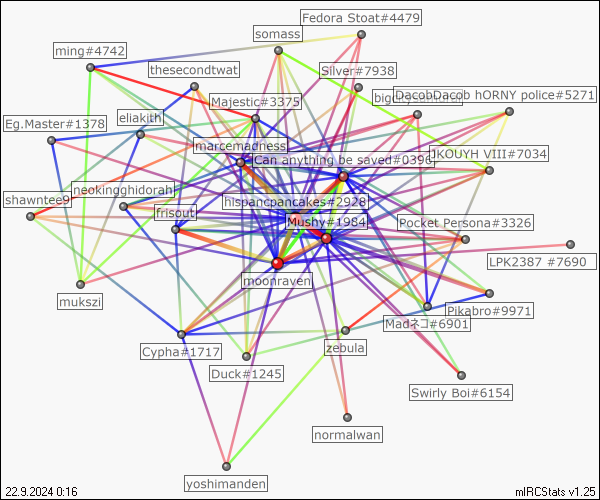 Fedora Stoat#4479
somass
ming#4742
thesecondtwat
Silver#7938
DacobDacob hORNY police#5271
Majestic#3375
eliakith
Eg.Master#1378
marcemadness
Can anything be saved#0396
JKOUYH VIII#7034
neokingghidorah
shawntee9
hispancpancakes#2928
frisout
Mushy#1984
Pocket Persona#3326
LPK2387 #7690
moonraven
mukszi
Pikabro#9971
Madネコ#6901
Cypha#1717
zebula
Duck#1245
Swirly Boi#6154
normalwan
yoshimanden
22.9.2024 0:16
mIRCStats v1.25